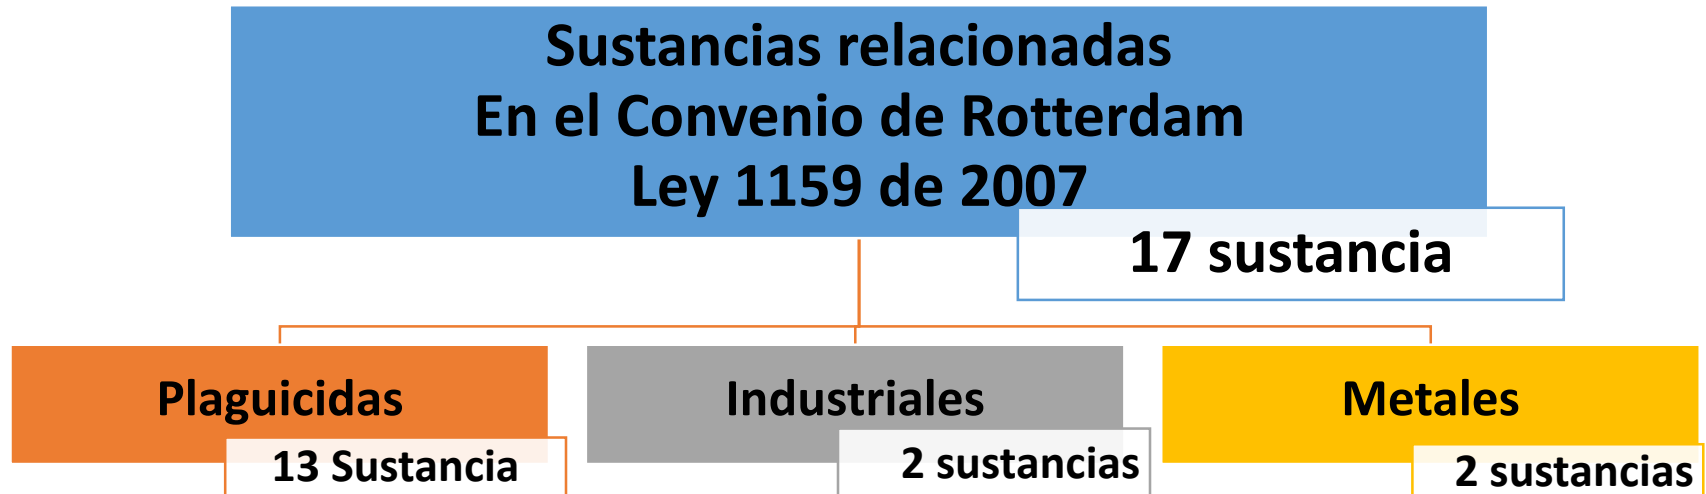 Sustancias relacionadas
En el Convenio de Rotterdam
Ley 1159 de 2007
17 sustancia
Plaguicidas
13 Sustancia
Industriales
2 sustancias
Metales
2 sustancias